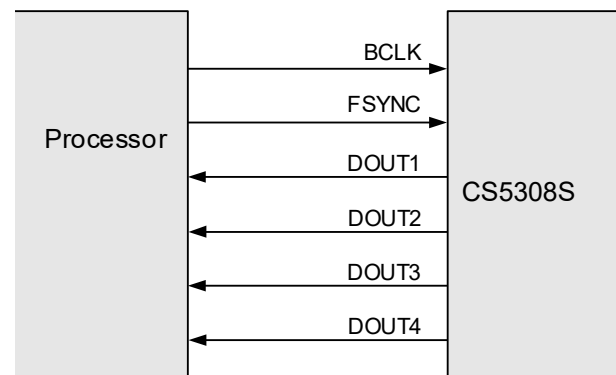 BCLK
FSYNC
Processor
DOUT1
CS5308S
DOUT2
DOUT3
DOUT4